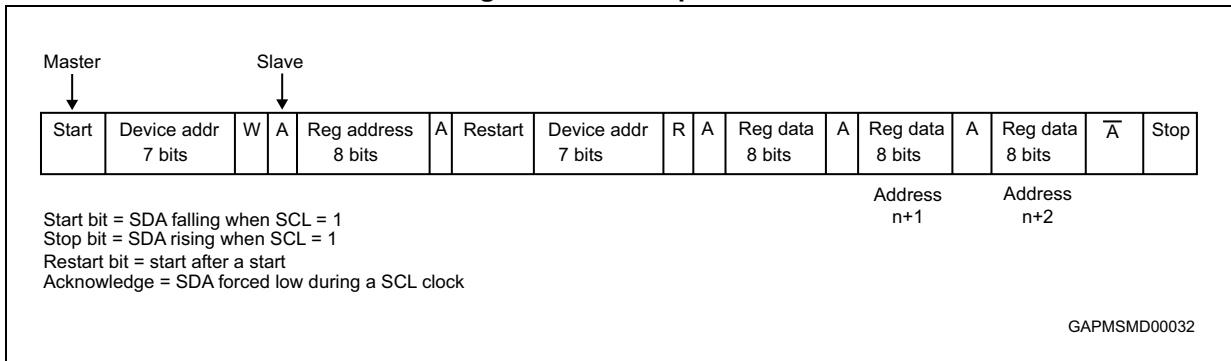 Master Slave
Start Device addr W A Reg address A Restart Device addr R A Reg data A Reg data A Reg data A Stop
7 bits 8 bits 7 bits 8 bits 8 bits 8 bits
Address Address
n+1 n+2
Start bit = SDA falling when SCL = 1
Stop bit = SDA rising when SCL = 1
Restart bit = start after a start
Acknowledge = SDA forced low during a SCL clock
GAPMSMD00032